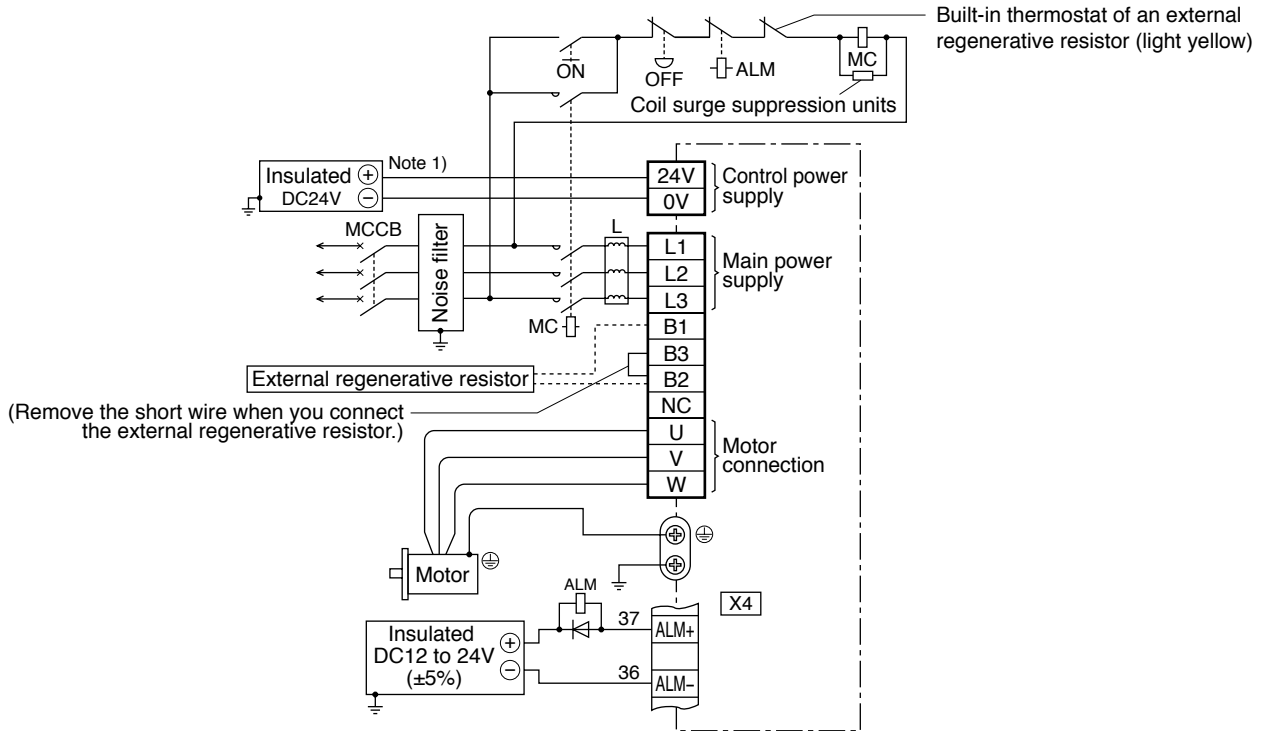 Built-in thermostat of an external
regenerative resistor (light yellow)
ON
OFF
ALM
MC
Coil surge suppression units
Note 1)
Insulated
DC24V
+
−
24V
0V
Control power
supply
MCCB
Noise filter
L
L1
L2
L3
Main power
supply
MC
B1
B3
B2
NC
External regenerative resistor
(Remove the short wire when you connect
the external regenerative resistor.)
U
V
W
Motor
connection
Motor
ALM
X4
Insulated
DC12 to 24V
(±5%)
+
−
37
ALM+
36
ALM−